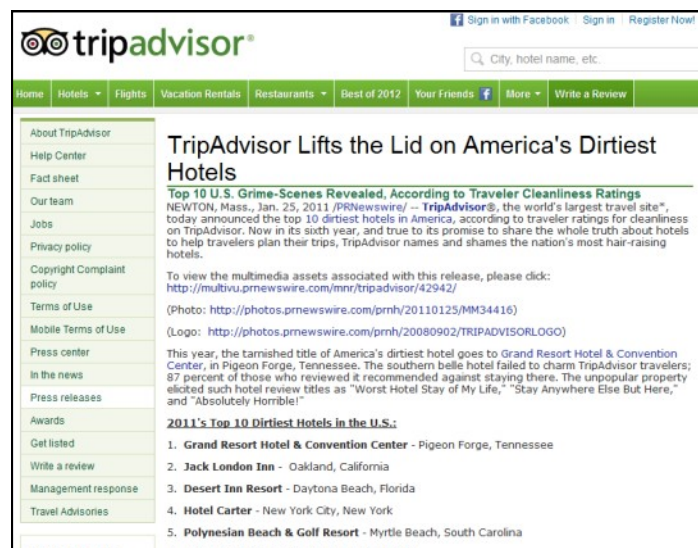 Sign in with Facebook Sign in Register Now!
tripadvisor®
City, hotel name, etc.
Home Hotels Flights Vacation Rentals Restaurants Best of 2012 Your Friends More Write a Review
About TripAdvisor
Help Center
Fact sheet
Our team
Jobs
Privacy policy
Copyright Complaint
policy
Terms of Use
Mobile Terms of Use
Press center
In the news
Press releases
Awards
Get listed
Write a review
Management response
Travel Advisories
TripAdvisor Lifts the Lid on America's Dirtiest
Hotels
Top 10 U.S. Grime-Scenes Revealed, According to Traveler Cleanliness Ratings
NEWTON, Mass., Jan. 25, 2011 /PRNewswire/ -- TripAdvisor®, the world's largest travel site*,
today announced the top 10 dirtiest hotels in America, according to traveler ratings for cleanliness
on TripAdvisor. Now in its sixth year, and true to its promise to share the whole truth about hotels
to help travelers plan their trips, TripAdvisor names and shames the nation's most hair-raising
hotels.
To view the multimedia assets associated with this release, please click:
http://multivu.prnewswire.com/mnr/tripadvisor/42942/
(Photo: http://photos.prnewswire.com/prnh/20110125/MM34416)
(Logo: http://photos.prnewswire.com/prnh/20080902/TRIPADVISORLOGO)
This year, the tarnished title of America's dirtiest hotel goes to Grand Resort Hotel & Convention
Center, in Pigeon Forge, Tennessee. The southern belle hotel failed to charm TripAdvisor travelers;
87 percent of those who reviewed it recommended against staying there. The unpopular property
elicited such hotel review titles as "Worst Hotel Stay of My Life," "Stay Anywhere Else But Here,"
and "Absolutely Horrible!"
2011's Top 10 Dirtiest Hotels in the U.S.:
1. Grand Resort Hotel & Convention Center - Pigeon Forge, Tennessee
2. Jack London Inn - Oakland, California
3. Desert Inn Resort - Daytona Beach, Florida
4. Hotel Carter - New York City, New York
5. Polynesian Beach & Golf Resort - Myrtle Beach, South Carolina